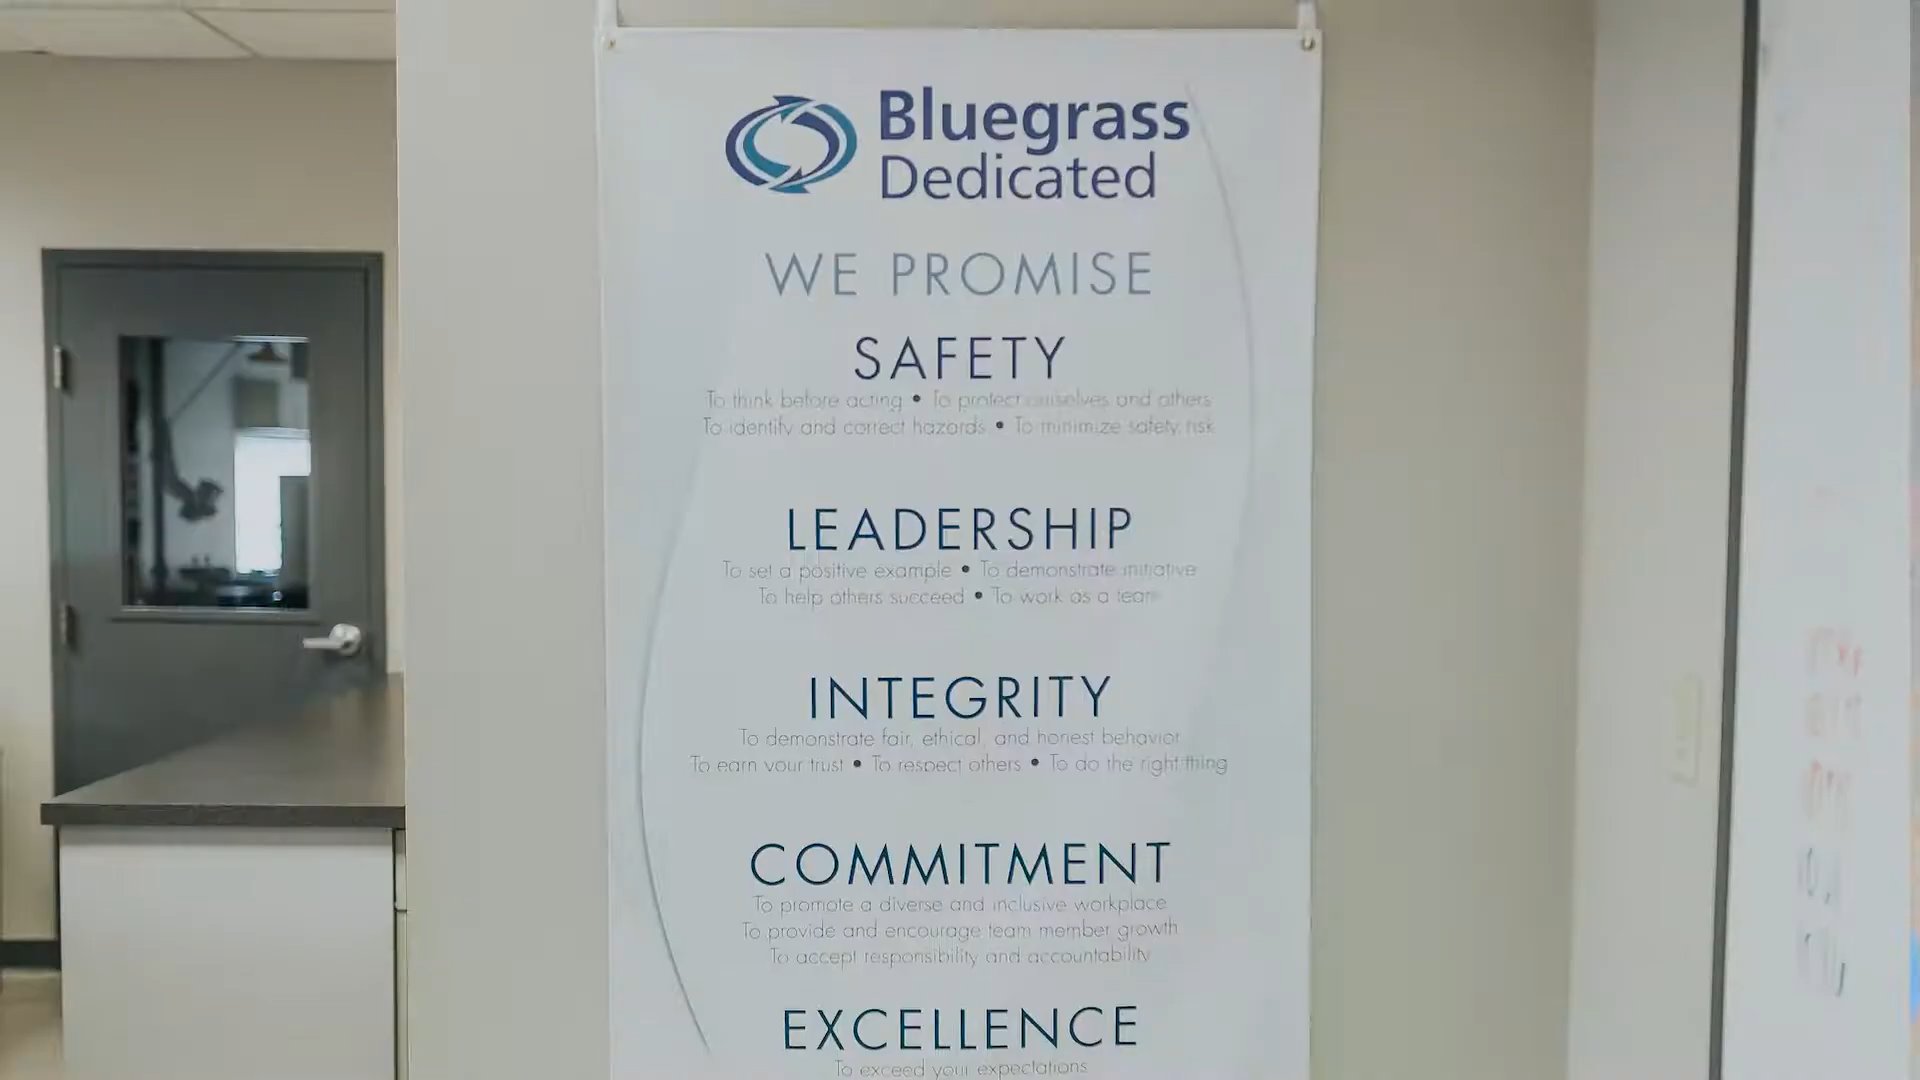 Bluegrass
Dedicated
WE PROMISE
SAFETY
To think before acting • To protect ourselves and others
To identify and correct hazards • To minimize safety risk
LEADERSHIP
To set a positive example • To demonstrate initiative
To help others succeed • To work as a team
INTEGRITY
To demonstrate fair, ethical, and honest behavior
To earn your trust • To respect others • To do the right thing
COMMITMENT
To promote a diverse and inclusive workplace
To provide and encourage team member growth
To accept responsibility and accountability
EXCELLENCE
To exceed your expectations